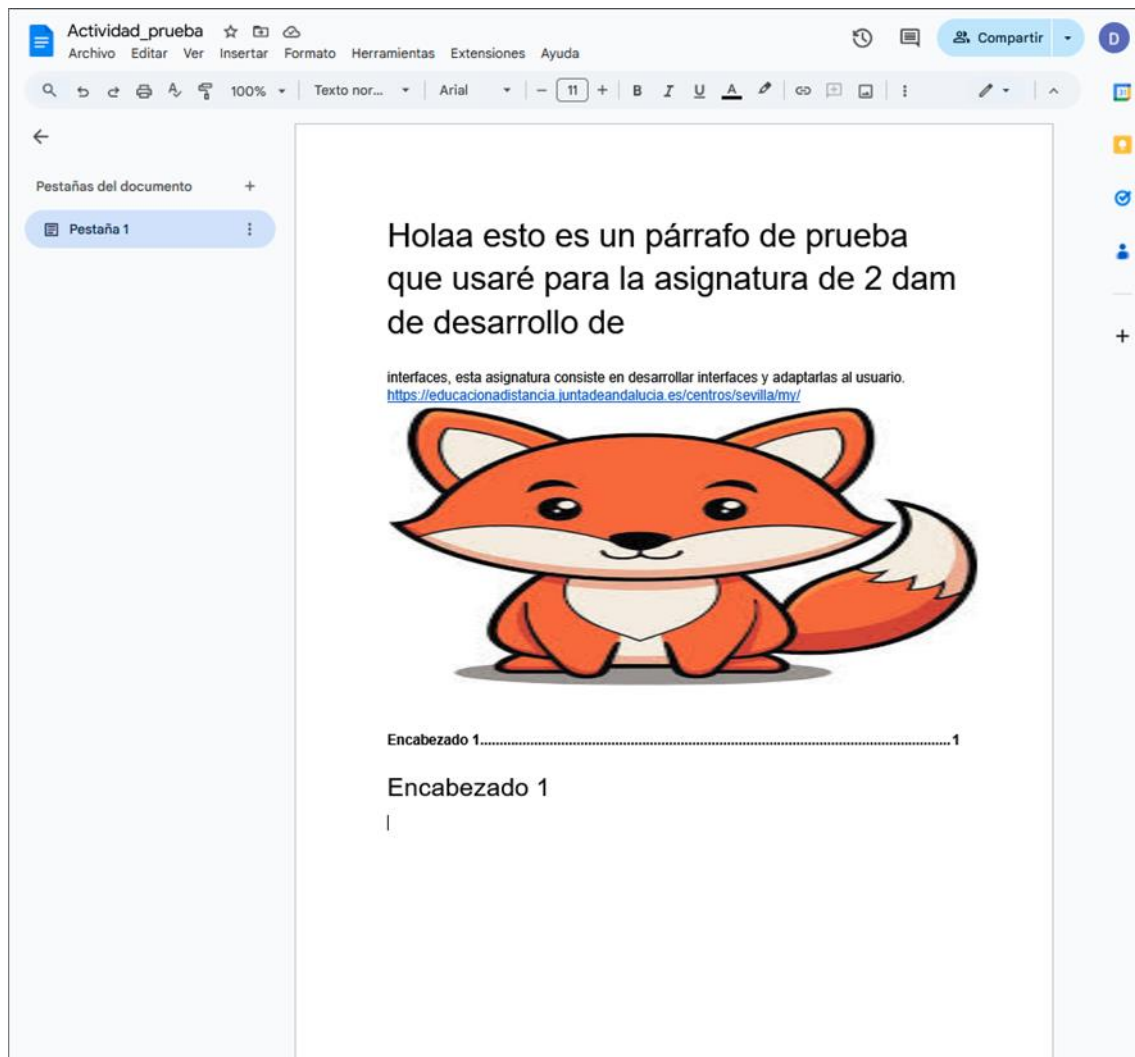 Actividad_prueba
Archivo Editar Ver Insertar Formato Herramientas Extensiones Ayuda
Compartir
D
100% Texto nor... Arial - 11 + B I U A
31
Pestañas del documento +
Pestaña 1
Holaa esto es un párrafo de prueba
que usaré para la asignatura de 2 dam
de desarrollo de
interfaces, esta asignatura consiste en desarrollar interfaces y adaptarlas al usuario.
https://educacionadistancia.juntadeandalucia.es/centros/sevilla/my/
Encabezado 1........................................................................................................................1
Encabezado 1